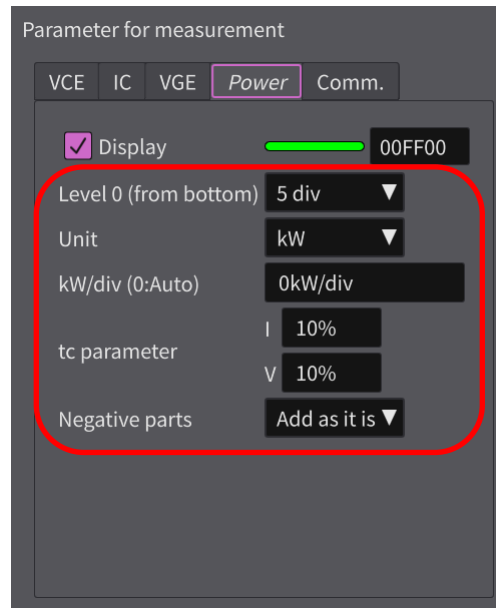 Parameter for measurement
VCE IC VGE Power Comm.
Display 00FF00
Level 0 (from bottom) 5 div
Unit kW
kW/div (0:Auto) 0kW/div
I 10%
tc parameter
V 10%
Negative parts Add as it is